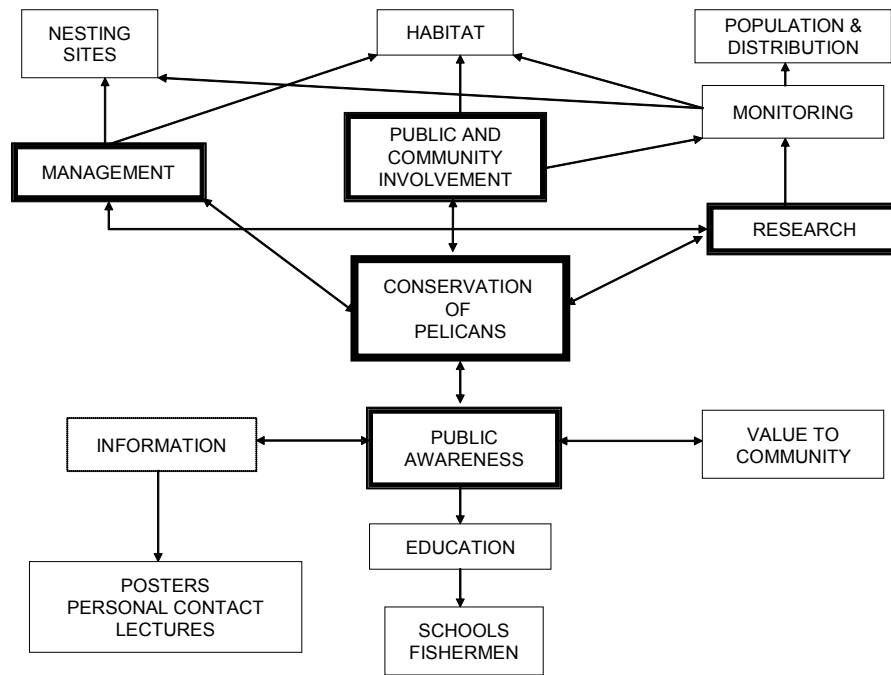 NESTING
SITES
HABITAT
POPULATION &
DISTRIBUTION
MONITORING
MANAGEMENT
PUBLIC AND
COMMUNITY
INVOLVEMENT
RESEARCH
CONSERVATION
OF
PELICANS
INFORMATION
PUBLIC
AWARENESS
VALUE TO
COMMUNITY
EDUCATION
POSTERS
PERSONAL CONTACT
LECTURES
SCHOOLS
FISHERMEN